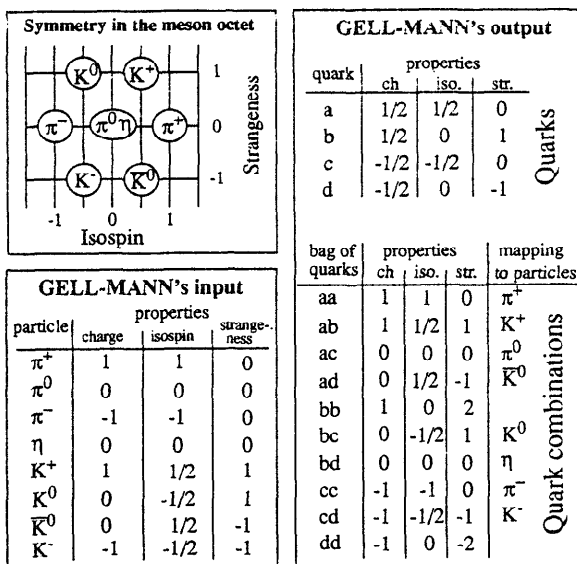 Symmetry in the meson octet
K⁰ K⁺ 1
π⁻ π⁰ η π⁺ 0
K⁻ K̅⁰ -1
-1 0 1
Isospin
Strangeness
GELL-MANN's input
properties
particle charge isospin strange-
ness
π⁺ 1 1 0
π⁰ 0 0 0
π⁻ -1 -1 0
η 0 0 0
K⁺ 1 1/2 1
K⁰ 0 -1/2 1
K̅⁰ 0 1/2 -1
K⁻ -1 -1/2 -1
GELL-MANN's output
properties
quark ch iso. str.
a 1/2 1/2 0
b 1/2 0 1
c -1/2 -1/2 0
d -1/2 0 -1
Quarks
bag of properties mapping
quarks ch iso. str. to particles
aa 1 1 0 π⁺
ab 1 1/2 1 K⁺
ac 0 0 0 π⁰
ad 0 1/2 -1 K̅⁰
bb 1 0 2
bc 0 -1/2 1 K⁰
bd 0 0 0 η
cc -1 -1 0 π⁻
cd -1 -1/2 -1 K⁻
dd -1 0 -2
Quark combinations